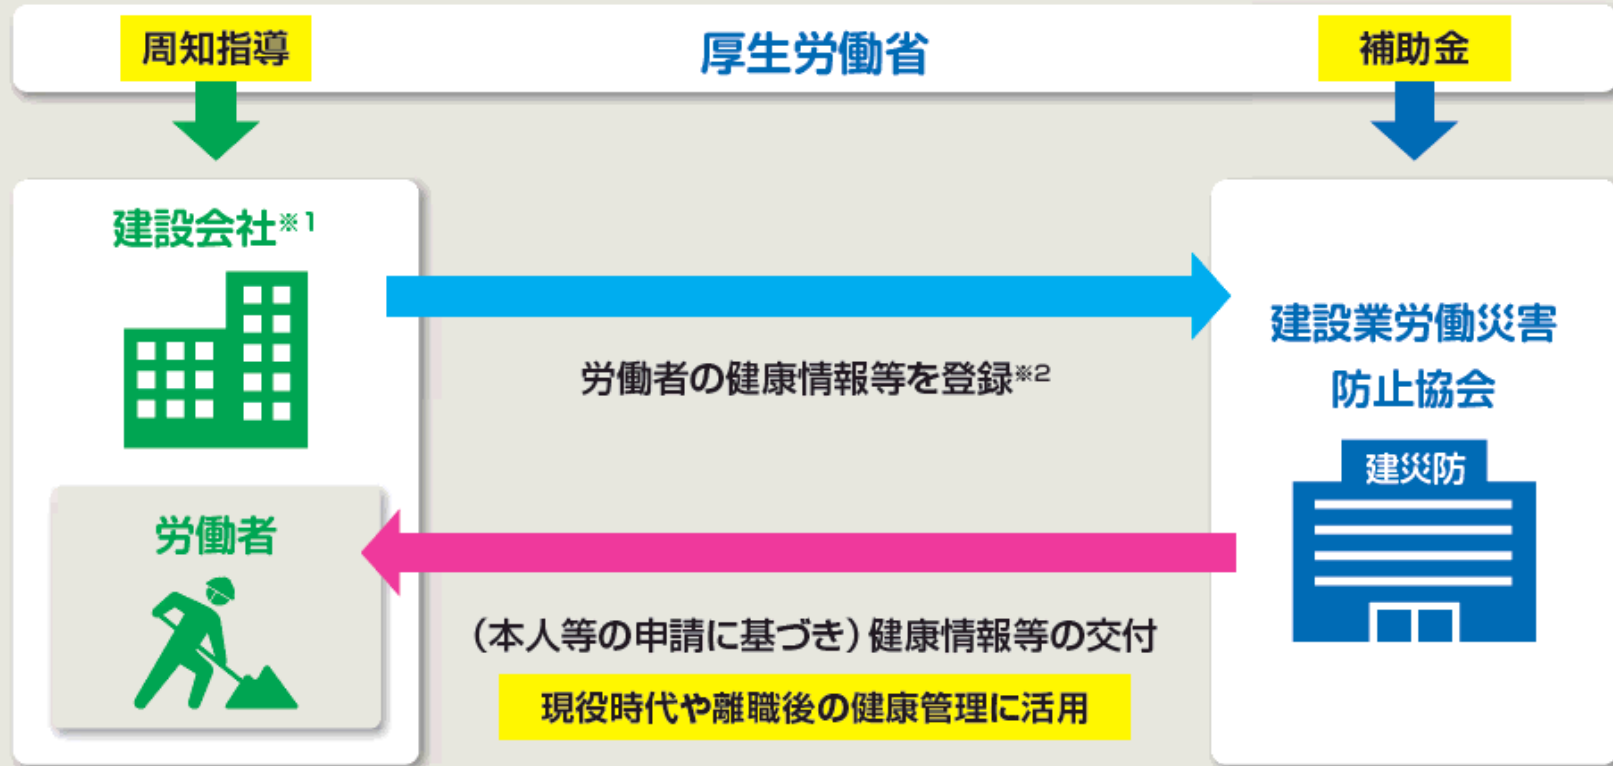 周知指導
厚生労働省
補助金
建設会社※1
労働者の健康情報等を登録※2
建設業労働災害
防止協会
建災防
労働者
（本人等の申請に基づき）健康情報等の交付
現役時代や離職後の健康管理に活用